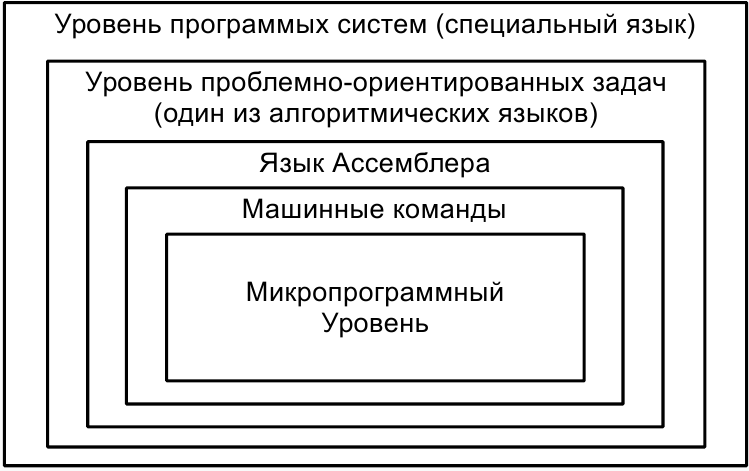 Уровень программых систем (специальный язык)
Уровень проблемно-ориентированных задач
(один из алгоритмических языков)
Язык Ассемблера
Машинные команды
Микропрограммный
Уровень